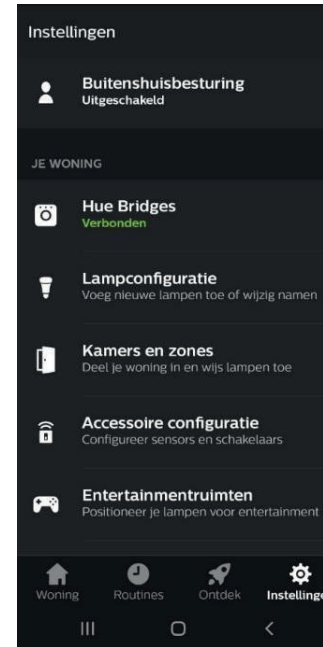 Instellingen
Buitenshuisbesturing
Uitgeschakeld
JE WONING
Hue Bridges
Verbonden
Lampconfiguratie
Voeg nieuwe lampen toe of wijzig namen
Kamers en zones
Deel je woning in en wijs lampen toe
Accessoire configuratie
Configureer sensors en schakelaars
Entertainmentruimten
Positioneer je lampen voor entertainment
Woning Routines Ontdek Instellinge